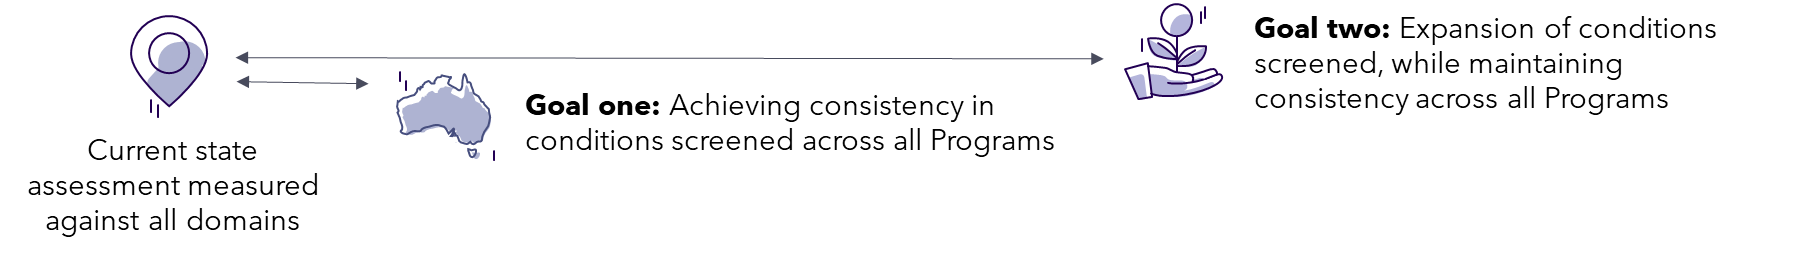 Current state
assessment measured
against all domains
Goal one: Achieving consistency in
conditions screened across all Programs
Goal two: Expansion of conditions
screened, while maintaining
consistency across all Programs